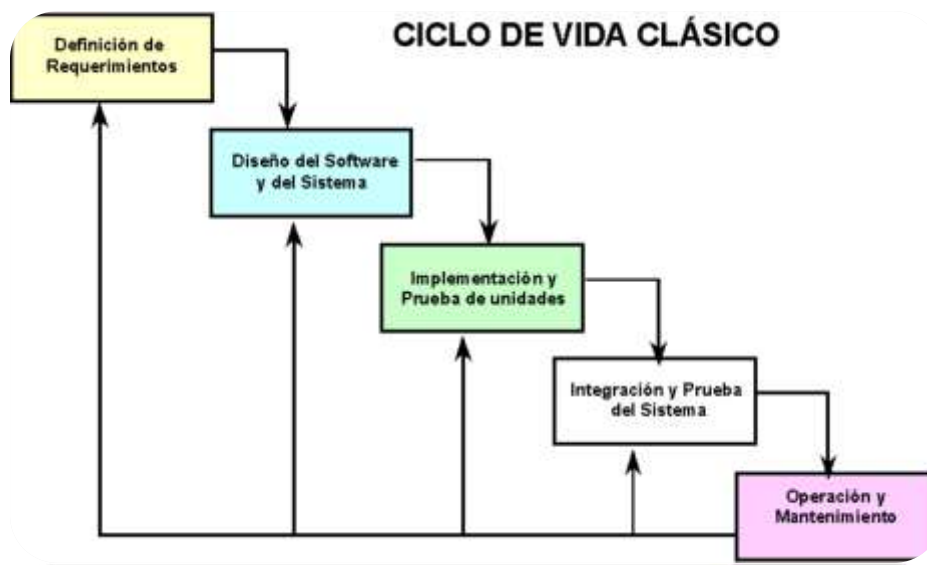 CICLO DE VIDA CLÁSICO
Definición de
Requerimientos
Diseño del Software
y del Sistema
Implementación y
Prueba de unidades
Integración y Prueba
del Sistema
Operación y
Mantenimiento